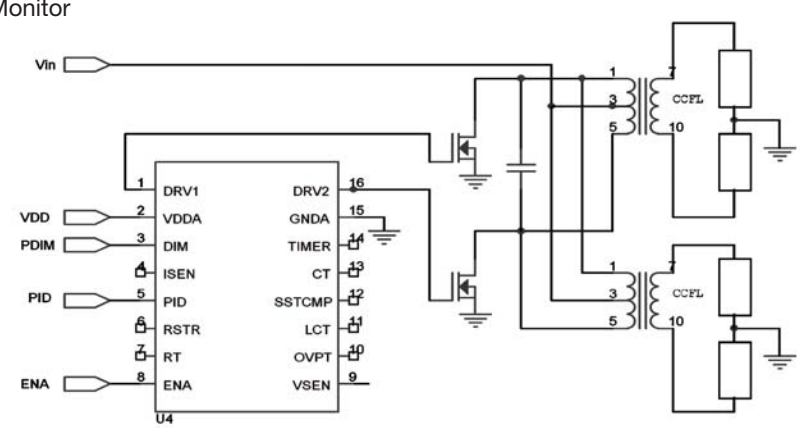 Monitor
Vin
1 7
3 CCFL
5 10
1 DRV1 DRV2 16
VDD 2 VDDA GNDA 15
PDIM 3 DIM TIMER 14
4 ISEN CT 13
PID 5 PID SSTCMP 12
6 RSTR LCT 11
7 RT OVPT 10
ENA 8 ENA VSEN 9
U4
1 7
3 CCFL
5 10